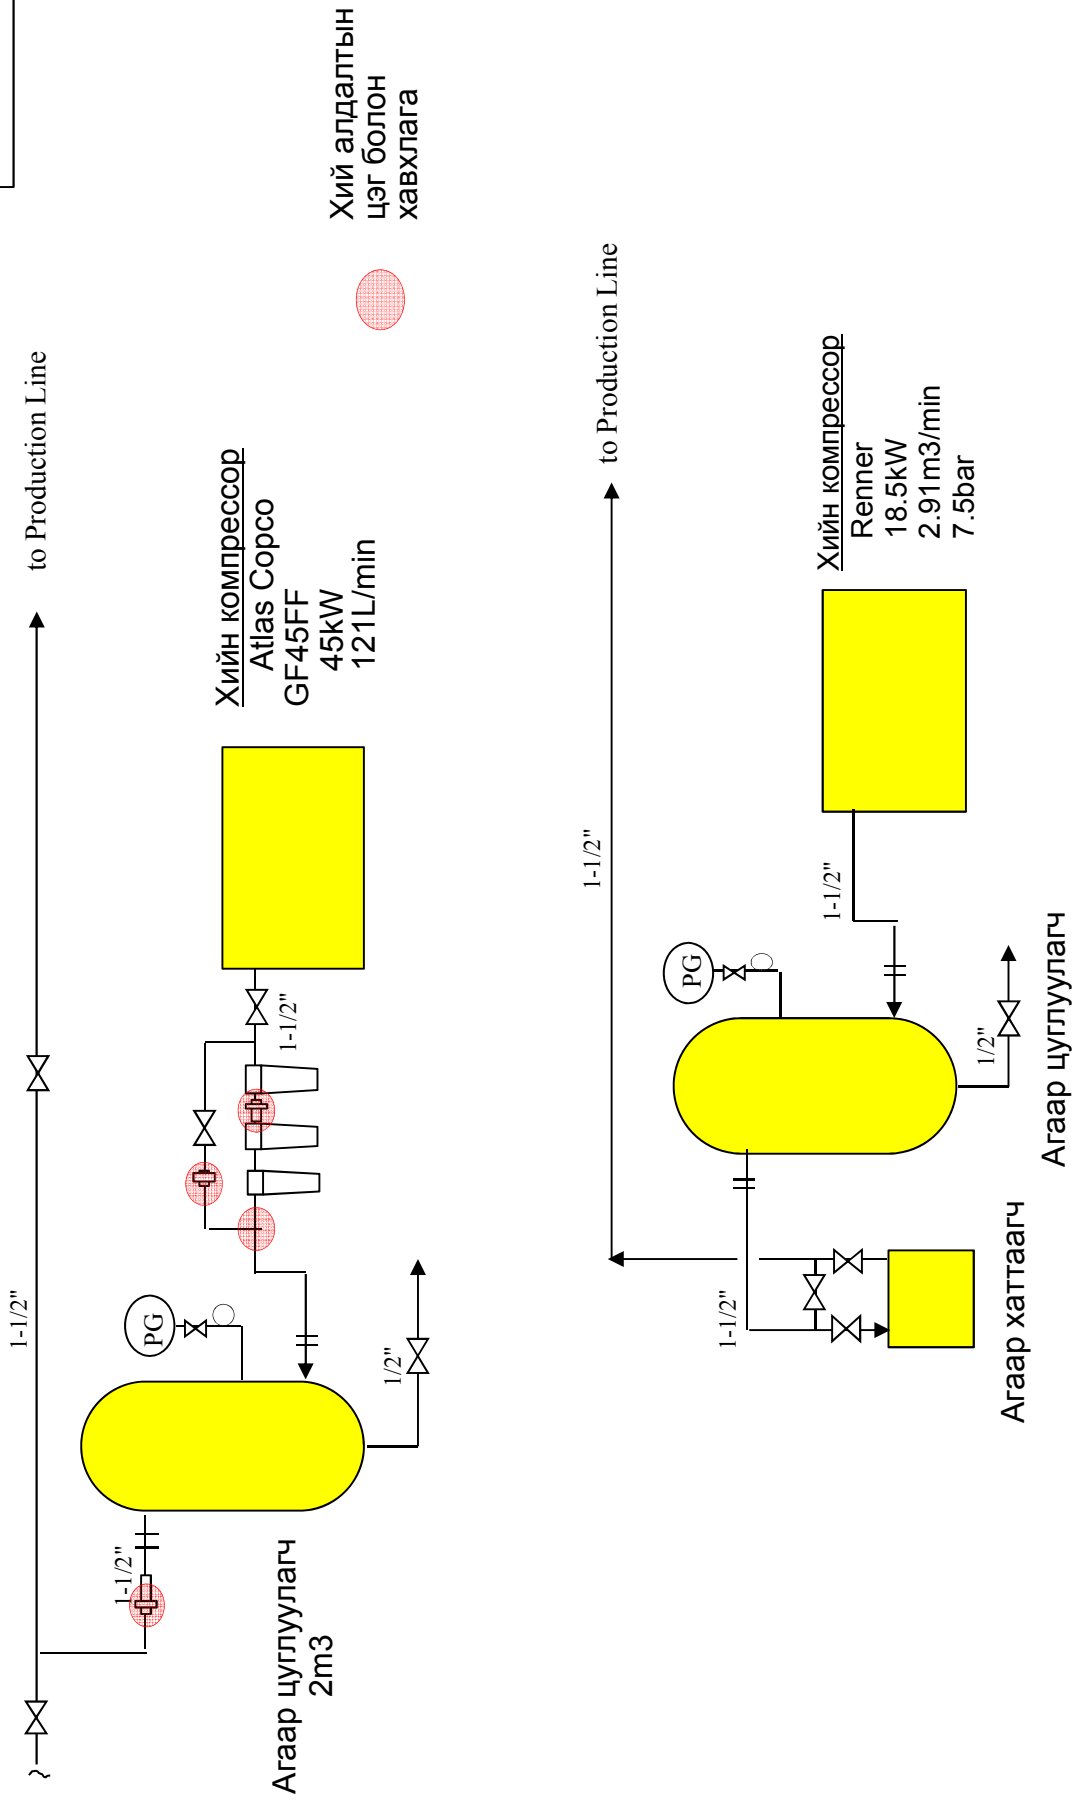 1-1/2"
to Production Line
Хий алдалтын
цэг болон
хавхлага
Хийн компрессор
Atlas Copco
GF45FF
45kW
121L/min
1-1/2"
PG
1/2"
1-1/2"
Агаар цуглуулагч
2m3
to Production Line
1-1/2"
Хийн компрессор
Renner
18.5kW
2.91m3/min
7.5bar
1-1/2"
PG
1/2"
Агаар цуглуулагч
1-1/2"
Агаар хаттаагч